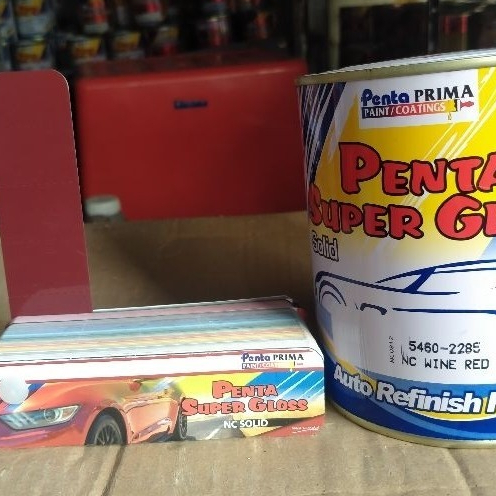 Penta PRIMA
PAINT/COATINGS
PENTA
SUPER GL
Solid
5460-2285
NC WINE RED
Auto Refinish
Penta PRIMA
PENTA
SUPER GLOSS
NC SOLID